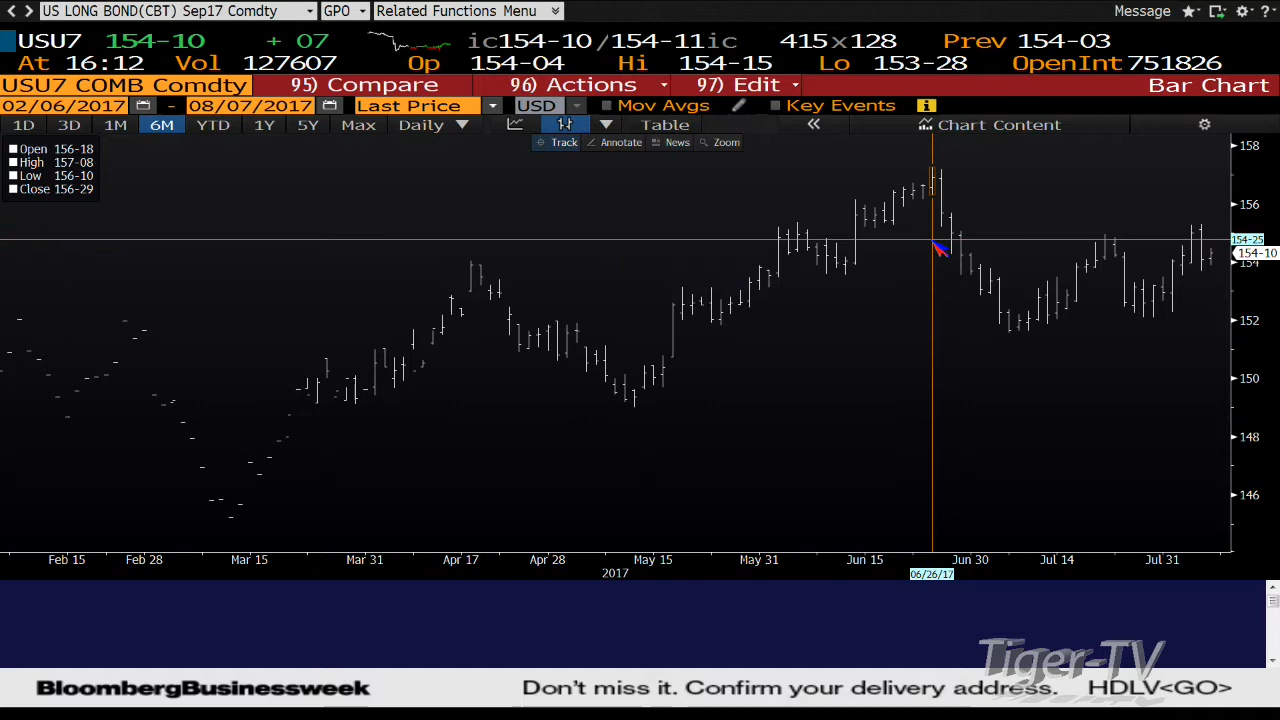 US LONG BOND(CBT) Sep17 Comdty GPO Related Functions Menu Message
USU7 154-10 + 07 ic154-10/154-11ic 415x128 Prev 154-03
At 16:12 Vol 127607 Op 154-04 Hi 154-15 Lo 153-28 OpenInt 751826
USU7 COMB Comdty 95) Compare 96) Actions 97) Edit Bar Chart
02/06/2017 - 08/07/2017 Last Price USD Mov Avgs Key Events
1D 3D 1M 6M YTD 1Y 5Y Max Daily Table Chart Content
Track Annotate News Zoom
Open 156-18
High 157-08
Low 156-10
Close 156-29
158
156
154-25
154-10
154
152
150
148
146
Feb 15 Feb 28 Mar 15 Mar 31 Apr 17 Apr 28 May 15 May 31 Jun 15 Jun 30 Jul 14 Jul 31
2017 06/26/17
Tiger-TV
BloombergBusinessweek Don't miss it. Confirm your delivery address. HDLV<GO>